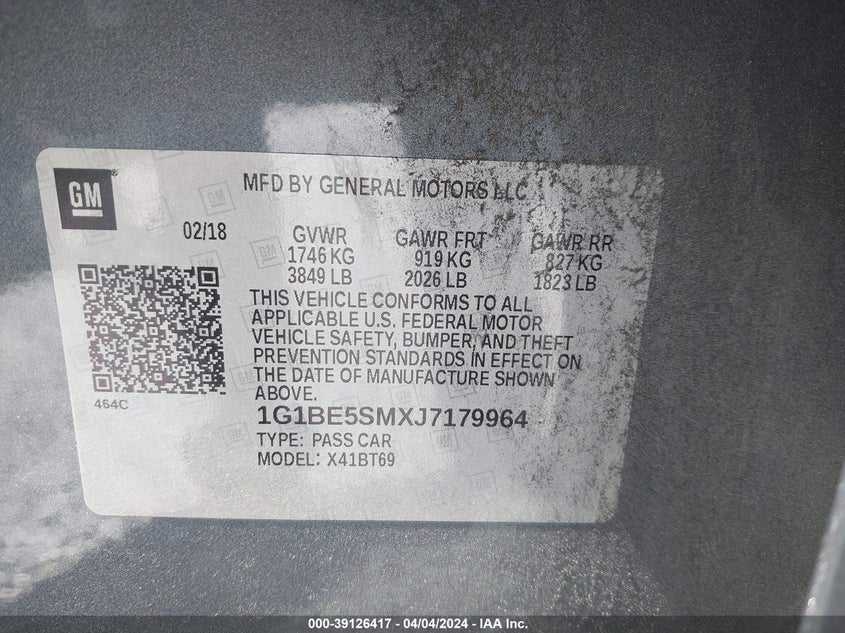 GM
MFD BY GENERAL MOTORS LLC
02/18
GVWR GAWR FRT GAWR RR
1746 KG 919 KG 827 KG
3849 LB 2026 LB 1823 LB
THIS VEHICLE CONFORMS TO ALL
APPLICABLE U.S. FEDERAL MOTOR
VEHICLE SAFETY, BUMPER, AND THEFT
PREVENTION STANDARDS IN EFFECT ON
THE DATE OF MANUFACTURE SHOWN
ABOVE.
464C
1G1BE5SMXJ7179964
TYPE: PASS CAR
MODEL: X41BT69
000-39126417 - 04/04/2024 - IAA Inc.